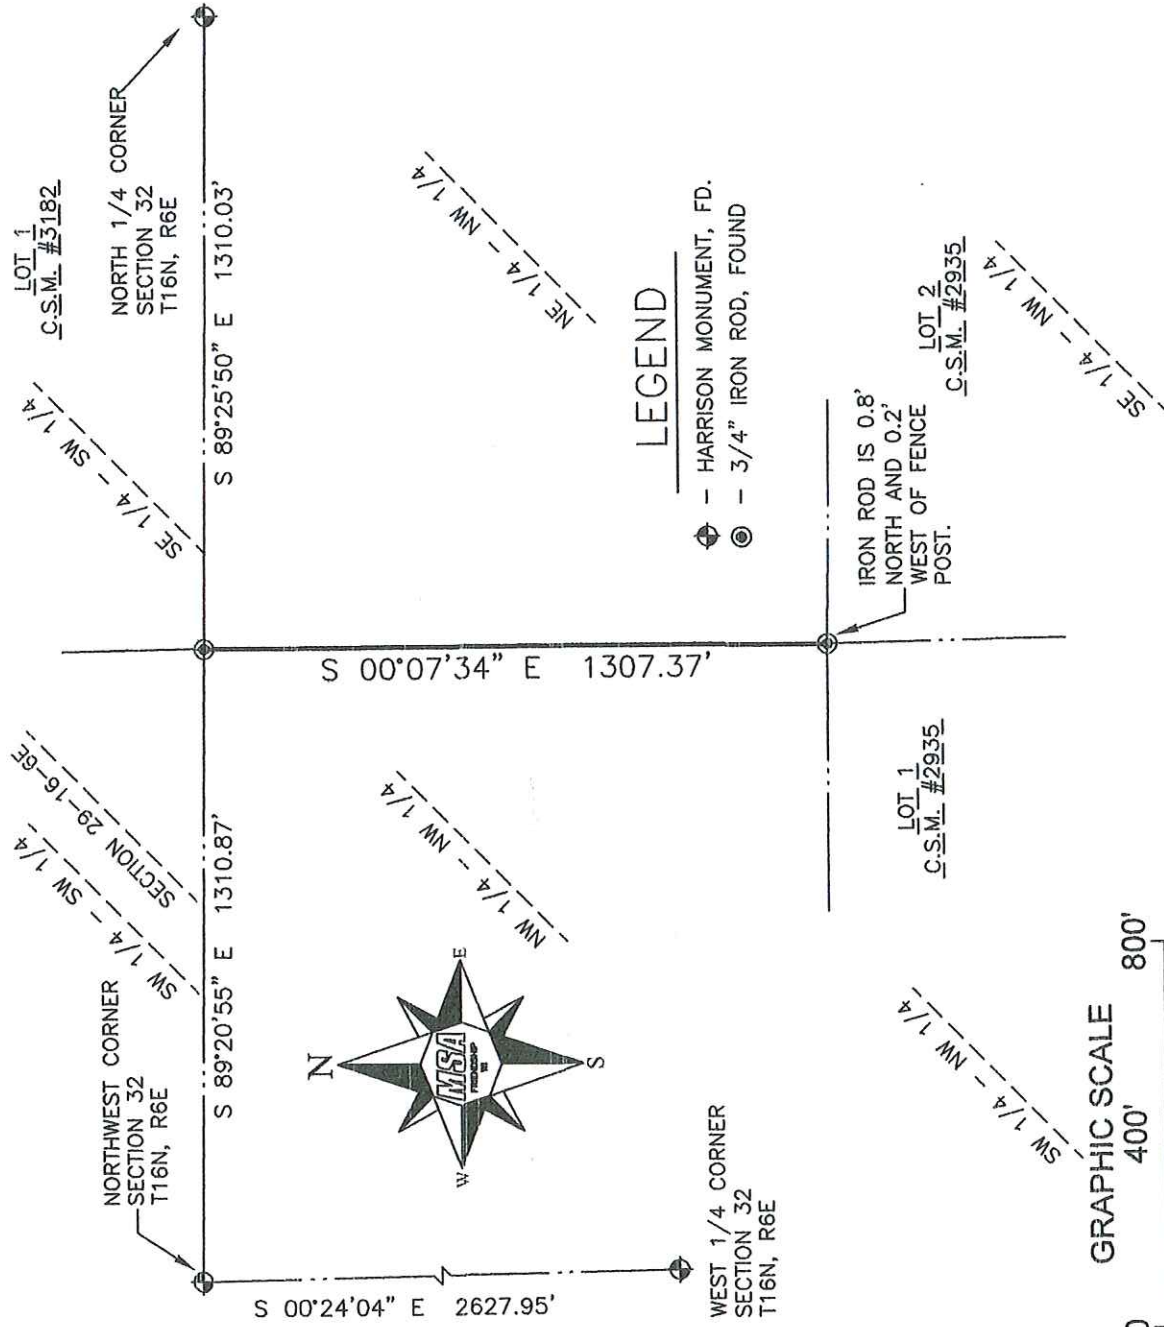 LOT 1
C.S.M. #3182
NORTH 1/4 CORNER
SECTION 32
T16N, R6E
NORTHWEST CORNER
SECTION 32
T16N, R6E
SW 1/4 - SW 1/4
SECTION 29-16-6E
SE 1/4 - SW 1/4
S 89°20'55" E 1310.87'
S 89°25'50" E 1310.03'
S 00°24'04" E 2627.95'
N
W
E
S
MSA
FRIENDSHIP
WI
NW 1/4 - NW 1/4
S 00°07'34" E 1307.37'
NE 1/4 - NW 1/4
LEGEND
- HARRISON MONUMENT, FD.
- 3/4" IRON ROD, FOUND
WEST 1/4 CORNER
SECTION 32
T16N, R6E
IRON ROD IS 0.8'
NORTH AND 0.2'
WEST OF FENCE
POST.
LOT 1
C.S.M. #2935
LOT 2
C.S.M. #2935
SW 1/4 - NW 1/4
SE 1/4 - NW 1/4
GRAPHIC SCALE
0 400' 800'